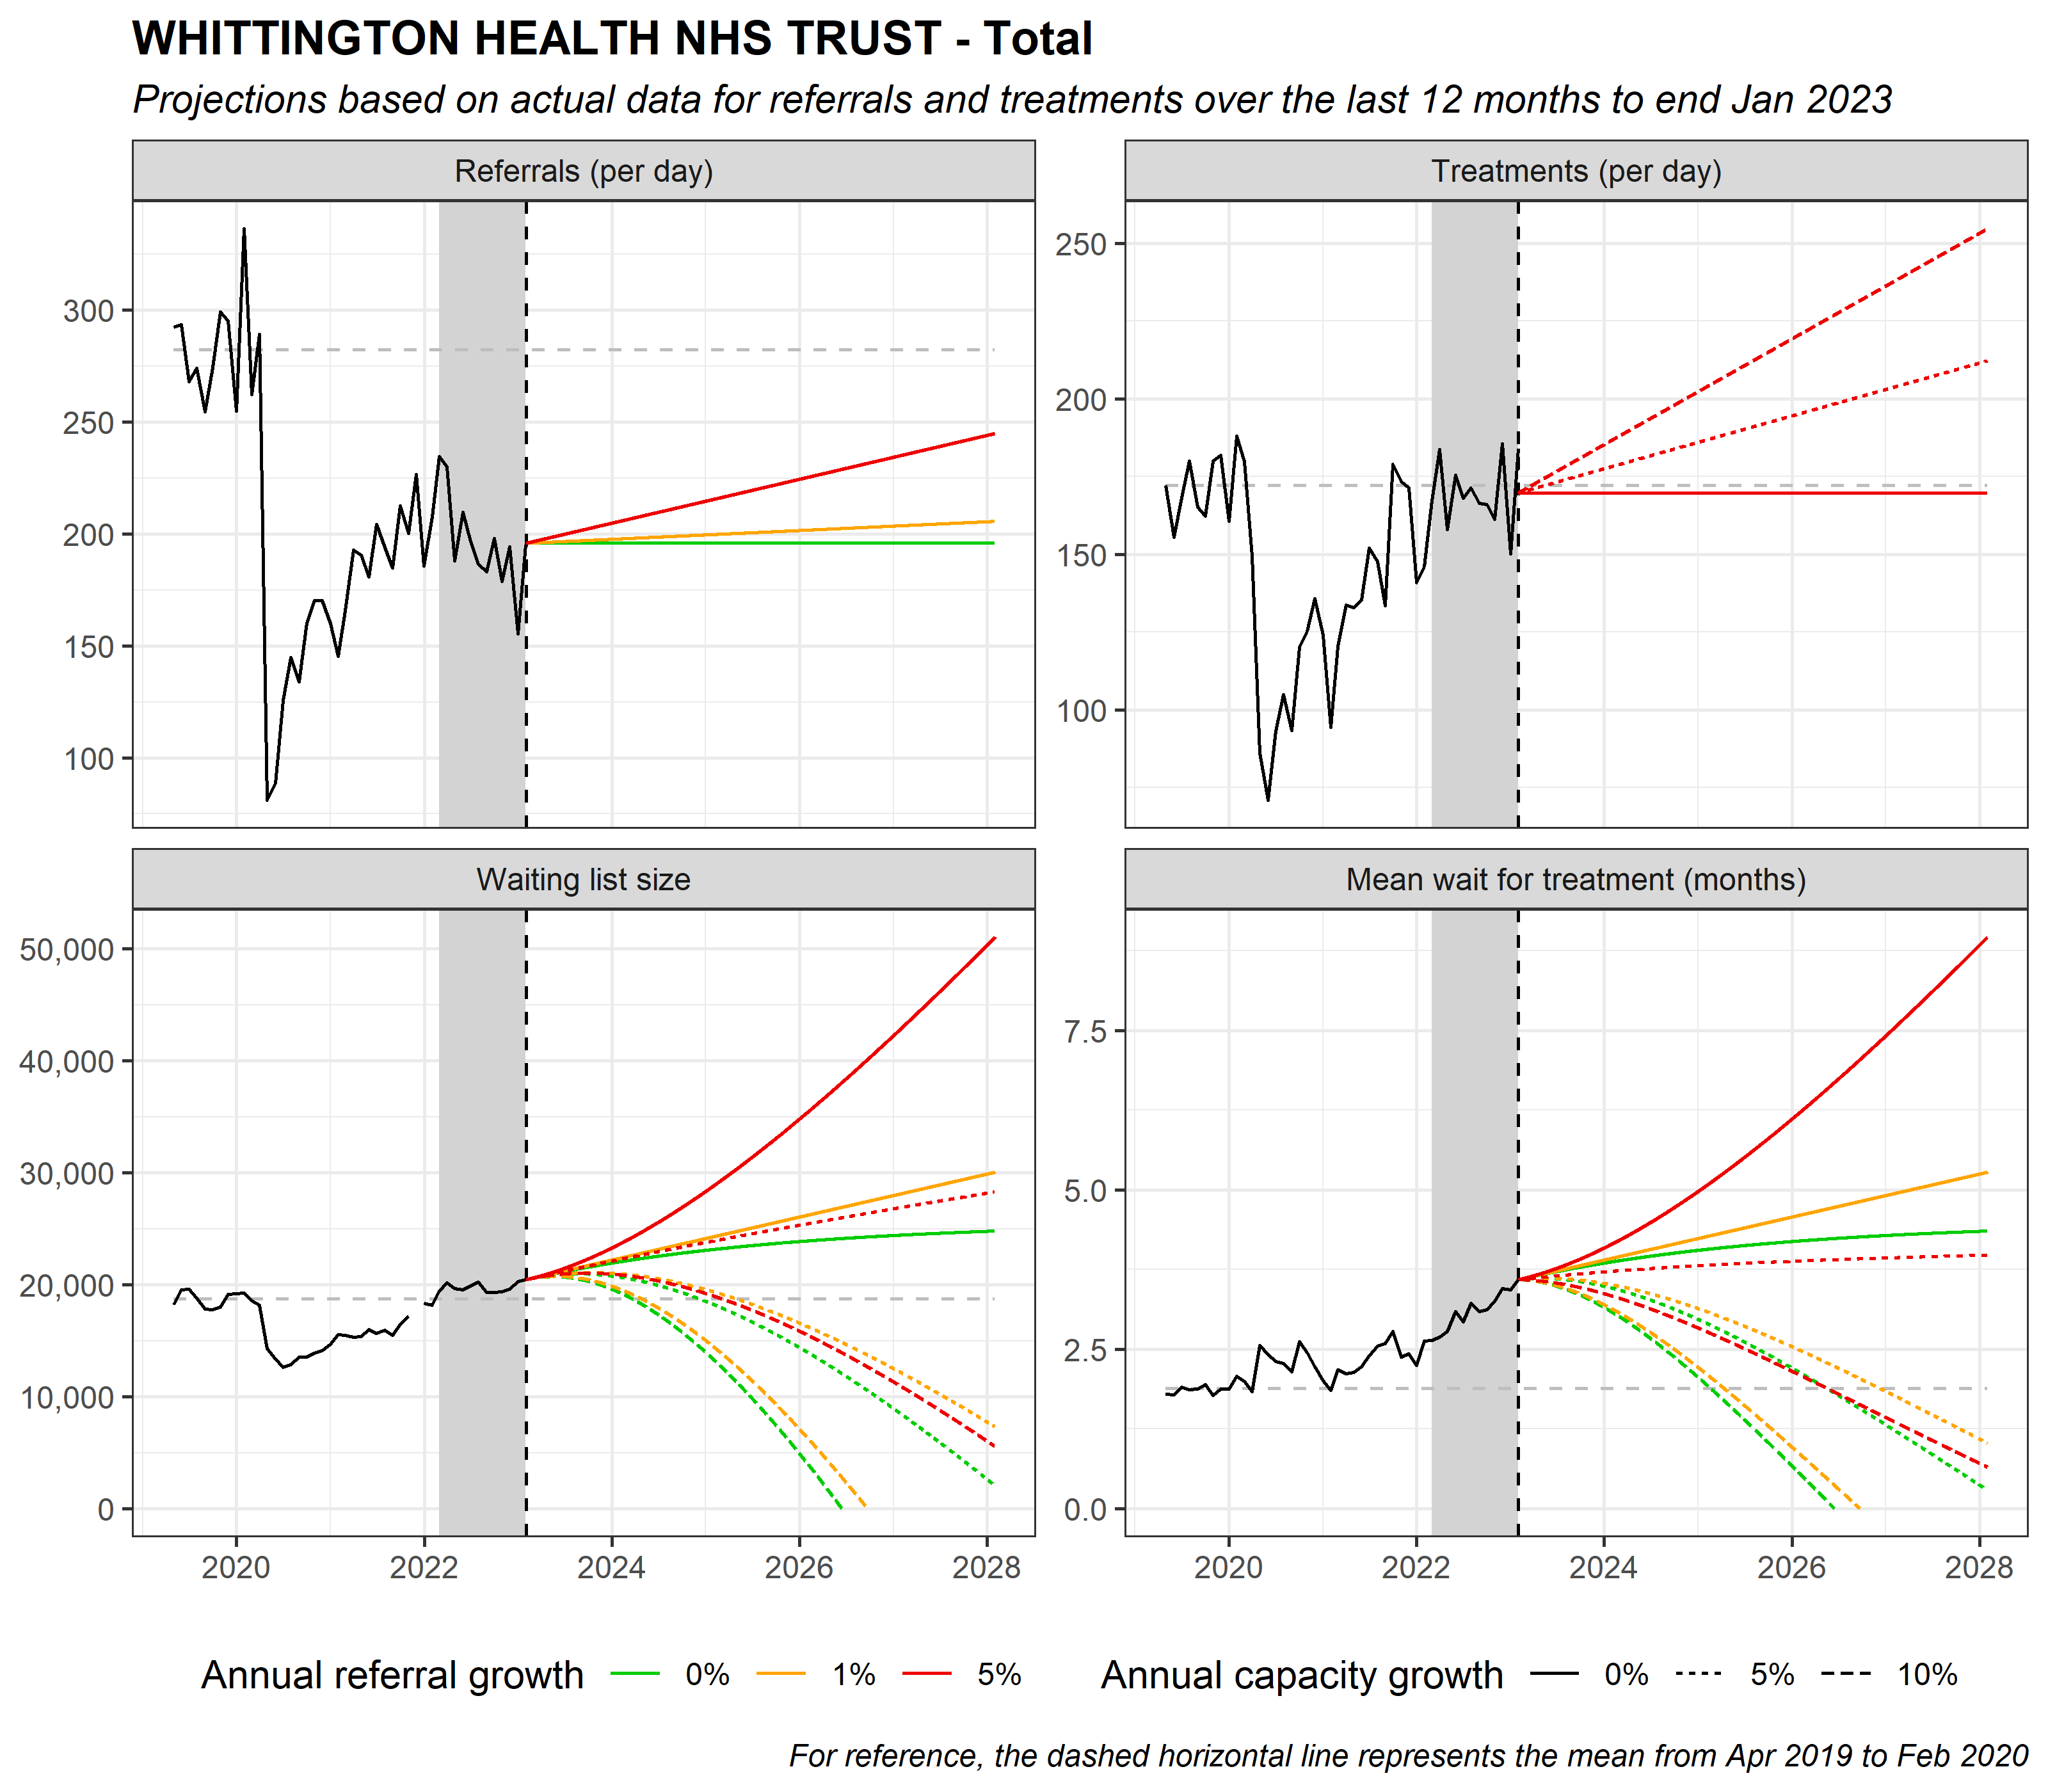 WHITTINGTON HEALTH NHS TRUST - Total
Projections based on actual data for referrals and treatments over the last 12 months to end Jan 2023
Referrals (per day)
300
250
200
150
100
Treatments (per day)
250
200
150
100
Waiting list size
50,000
40,000
30,000
20,000
10,000
0
2020 2022 2024 2026 2028
Mean wait for treatment (months)
7.5
5.0
2.5
0.0
2020 2022 2024 2026 2028
Annual referral growth 0% 1% 5%
Annual capacity growth 0% 5% 10%
For reference, the dashed horizontal line represents the mean from Apr 2019 to Feb 2020